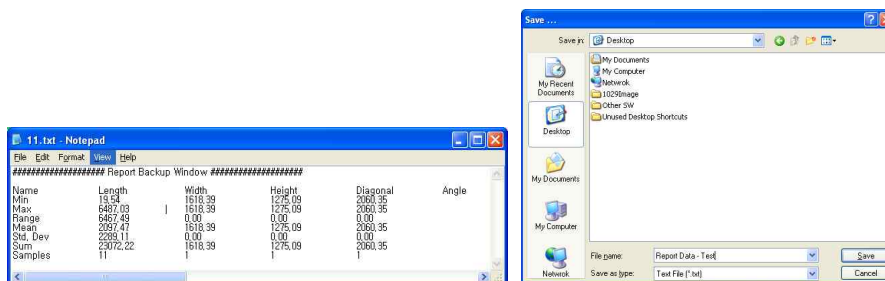 11.txt - Notepad
File Edit Format View Help
#################### Report Backup Window ####################
Name Length Width Height Diagonal Angle
Min 19,54 1618,39 1275,09 2060,35
Max 6487,03 1618,39 1275,09 2060,35
Range 6467,49 0,00 0,00 0,00
Mean 2097,47 1618,39 1275,09 2060,35
Std, Dev 2289,11 0,00 0,00 0,00
Sum 23072,22 1618,39 1275,09 2060,35
Samples 11 1 1 1
Save ...
Save in: Desktop
My Recent Documents
Desktop
My Documents
My Computer
Netwrok
My Documents
My Computer
Netwrok
1029Image
Other SW
Unused Desktop Shortcuts
File name: Report Data - Test Save
Save as type: Text File (*.txt) Cancel